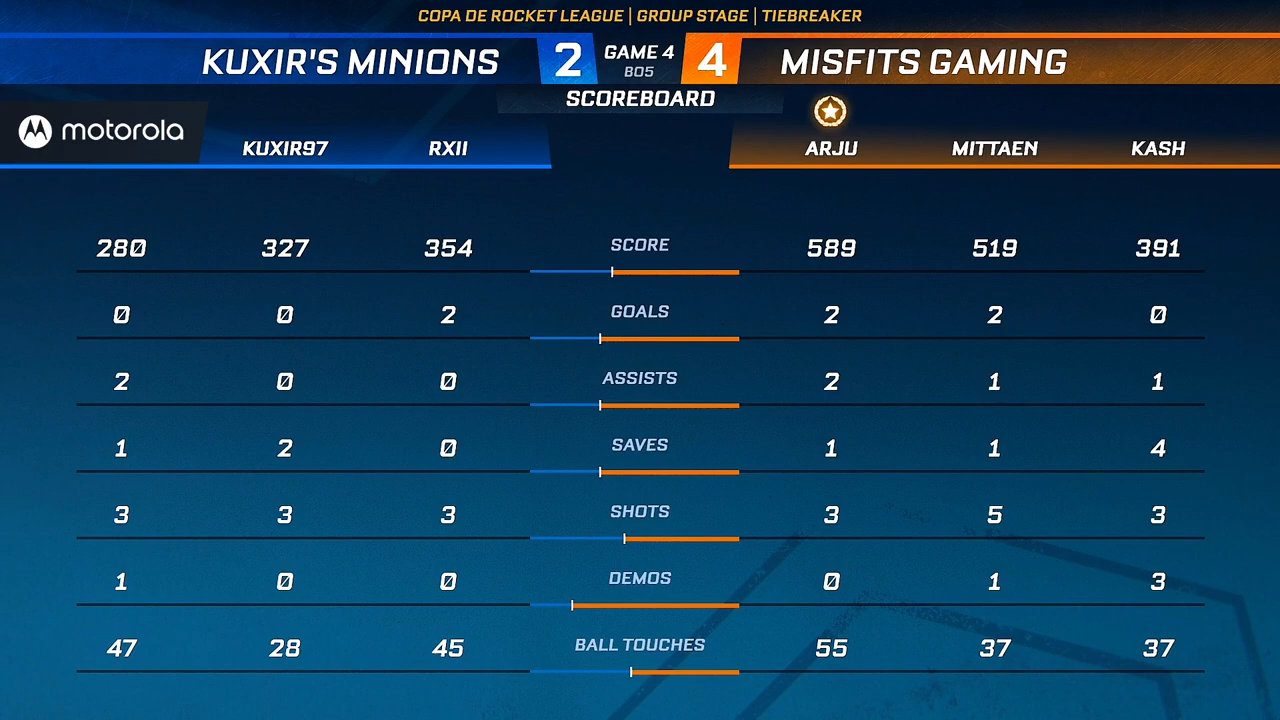 COPA DE ROCKET LEAGUE | GROUP STAGE | TIEBREAKER
KUXIR'S MINIONS 2 GAME 4 BO5 4 MISFITS GAMING
SCOREBOARD
motorola KUXIR97 RXII ARJU MITTAEN KASH
280 327 354 SCORE 589 519 391
0 0 2 GOALS 2 2 0
2 0 0 ASSISTS 2 1 1
1 2 0 SAVES 1 1 4
3 3 3 SHOTS 3 5 3
1 0 0 DEMOS 0 1 3
47 28 45 BALL TOUCHES 55 37 37